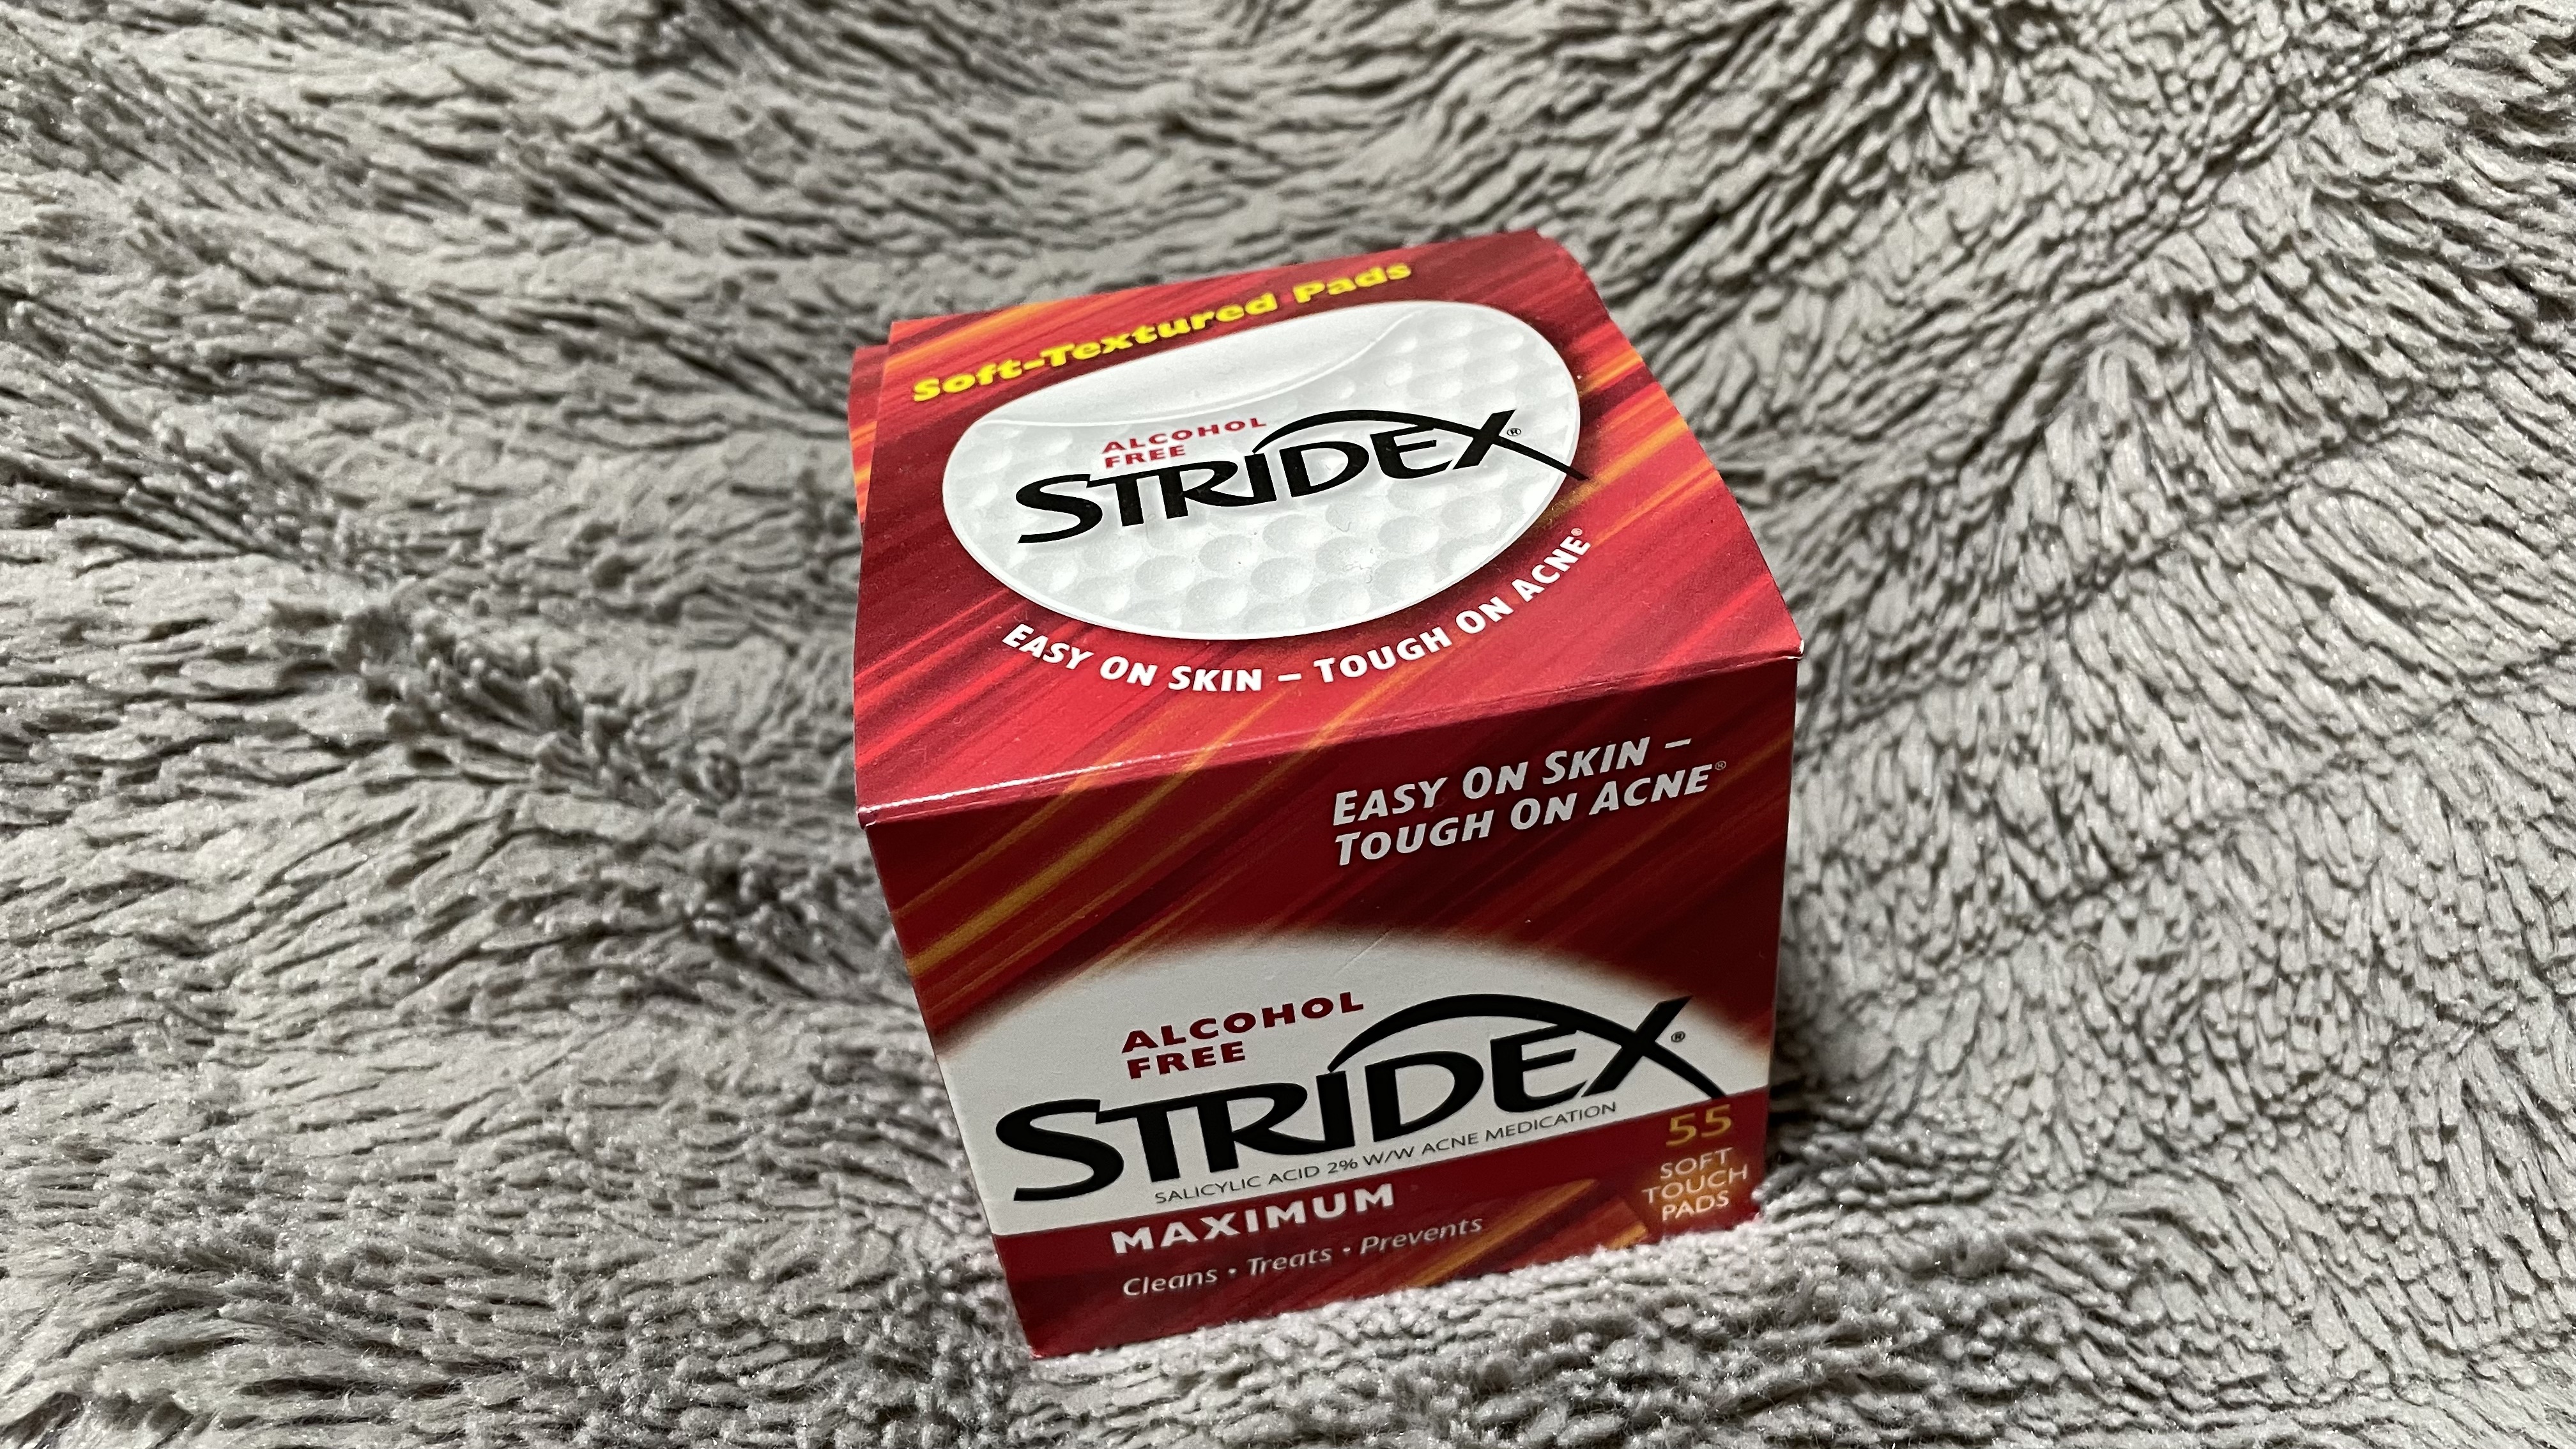 Soft-Textured Pads
ALCOHOL
FREE
STRIDEX®
EASY ON SKIN – TOUGH ON ACNE®
EASY ON SKIN –
TOUGH ON ACNE®
ALCOHOL
FREE
STRIDEX®
SALICYLIC ACID 2% W/W ACNE MEDICATION
MAXIMUM
Cleans • Treats • Prevents
55
SOFT
TOUCH
PADS